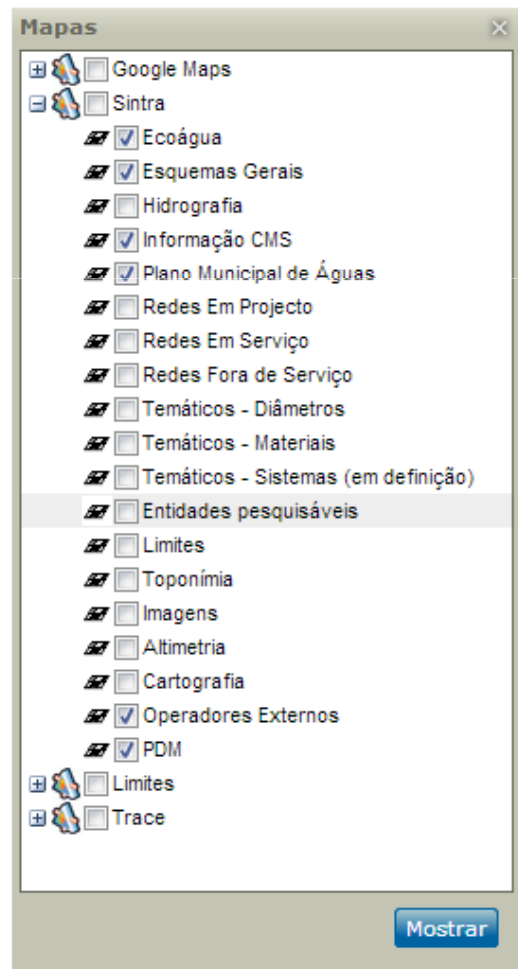 Mapas
Google Maps
Sintra
Ecoágua
Esquemas Gerais
Hidrografia
Informação CMS
Plano Municipal de Águas
Redes Em Projecto
Redes Em Serviço
Redes Fora de Serviço
Temáticos - Diâmetros
Temáticos - Materiais
Temáticos - Sistemas (em definição)
Entidades pesquisáveis
Limites
Toponímia
Imagens
Altimetria
Cartografia
Operadores Externos
PDM
Limites
Trace
Mostrar